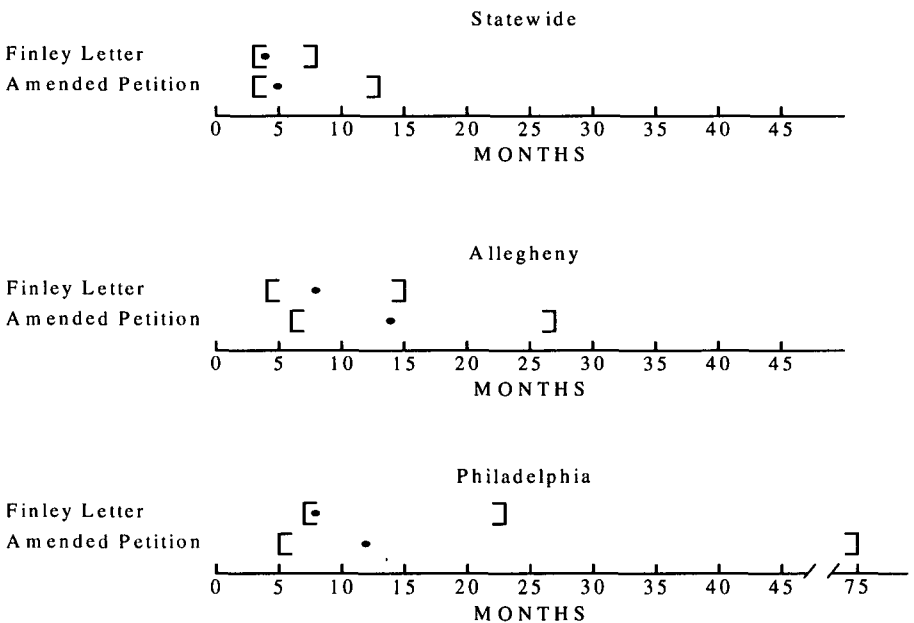 Statewide
Finley Letter
Amended Petition
0 5 10 15 20 25 30 35 40 45
MONTHS
Allegheny
Finley Letter
Amended Petition
0 5 10 15 20 25 30 35 40 45
MONTHS
Philadelphia
Finley Letter
Amended Petition
0 5 10 15 20 25 30 35 40 45 75
MONTHS